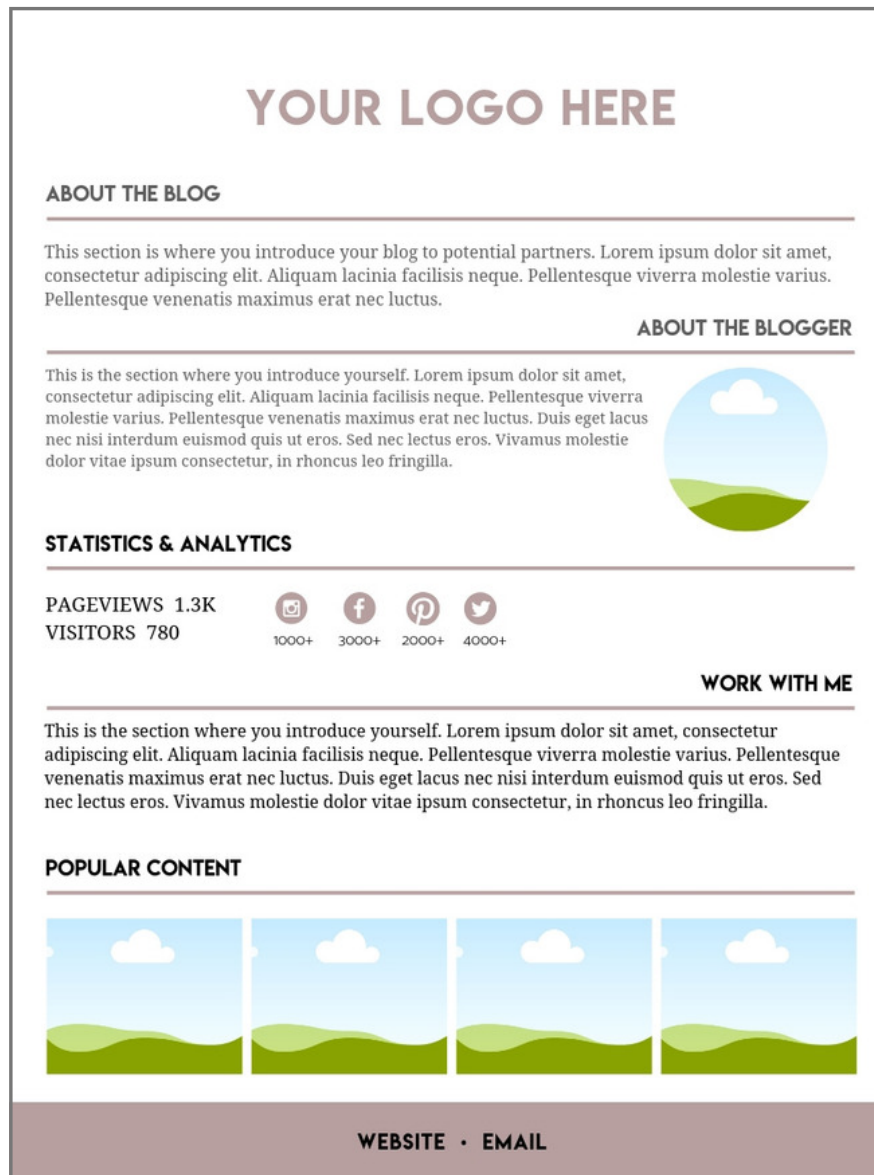 YOUR LOGO HERE
ABOUT THE BLOG
This section is where you introduce your blog to potential partners. Lorem ipsum dolor sit amet,
consectetur adipiscing elit. Aliquam lacinia facilisis neque. Pellentesque viverra molestie varius.
Pellentesque venenatis maximus erat nec luctus.
ABOUT THE BLOGGER
This is the section where you introduce yourself. Lorem ipsum dolor sit amet,
consectetur adipiscing elit. Aliquam lacinia facilisis neque. Pellentesque viverra
molestie varius. Pellentesque venenatis maximus erat nec luctus. Duis eget lacus
nec nisi interdum euismod quis ut eros. Sed nec lectus eros. Vivamus molestie
dolor vitae ipsum consectetur, in rhoncus leo fringilla.
STATISTICS & ANALYTICS
PAGEVIEWS 1.3K
VISITORS 780
1000+ 3000+ 2000+ 4000+
WORK WITH ME
This is the section where you introduce yourself. Lorem ipsum dolor sit amet, consectetur
adipiscing elit. Aliquam lacinia facilisis neque. Pellentesque viverra molestie varius. Pellentesque
venenatis maximus erat nec luctus. Duis eget lacus nec nisi interdum euismod quis ut eros. Sed
nec lectus eros. Vivamus molestie dolor vitae ipsum consectetur, in rhoncus leo fringilla.
POPULAR CONTENT
WEBSITE • EMAIL